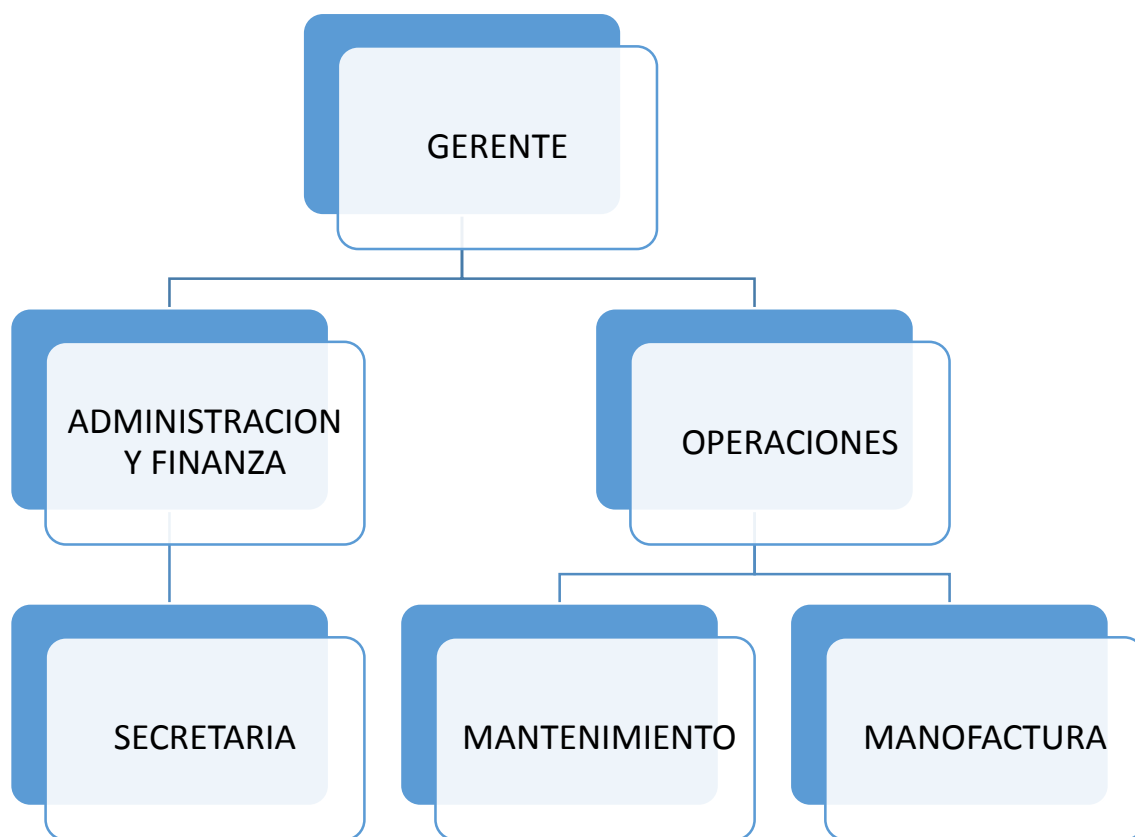 GERENTE
ADMINISTRACION
Y FINANZA
OPERACIONES
SECRETARIA
MANTENIMIENTO
MANOFACTURA